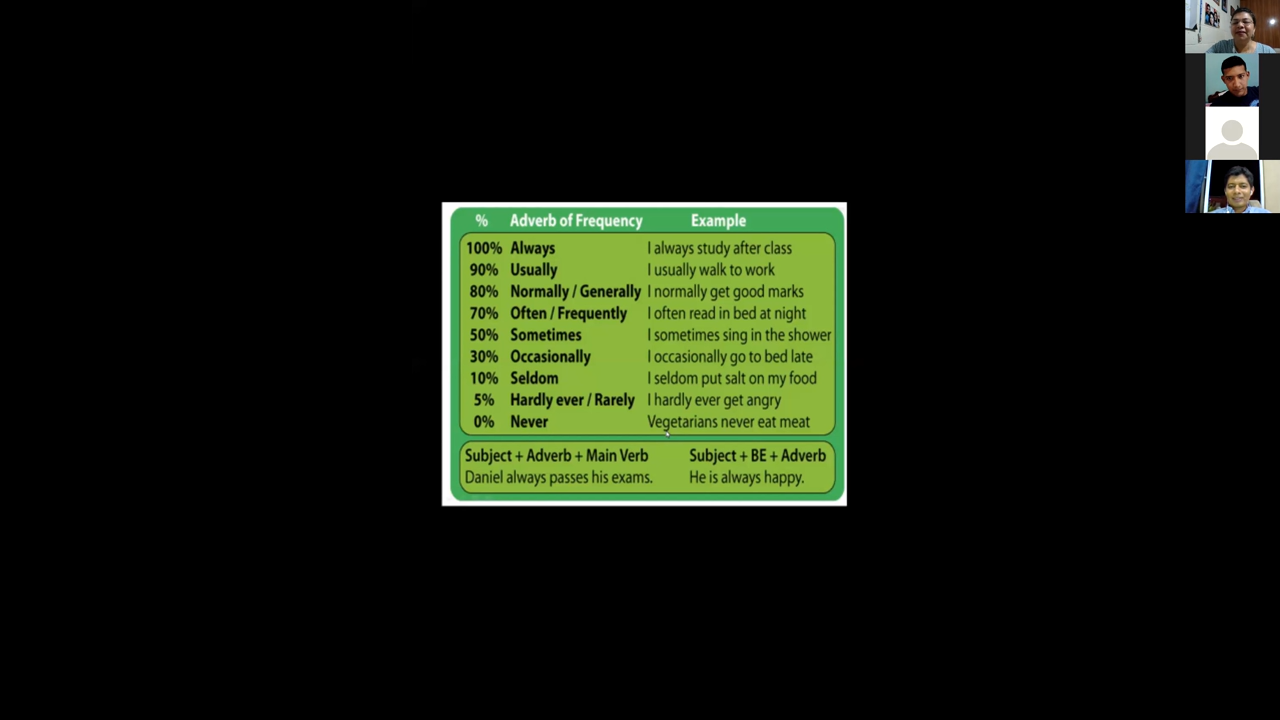 % Adverb of Frequency Example
100% Always I always study after class
90% Usually I usually walk to work
80% Normally / Generally I normally get good marks
70% Often / Frequently I often read in bed at night
50% Sometimes I sometimes sing in the shower
30% Occasionally I occasionally go to bed late
10% Seldom I seldom put salt on my food
5% Hardly ever / Rarely I hardly ever get angry
0% Never Vegetarians never eat meat
Subject + Adverb + Main Verb Subject + BE + Adverb
Daniel always passes his exams. He is always happy.